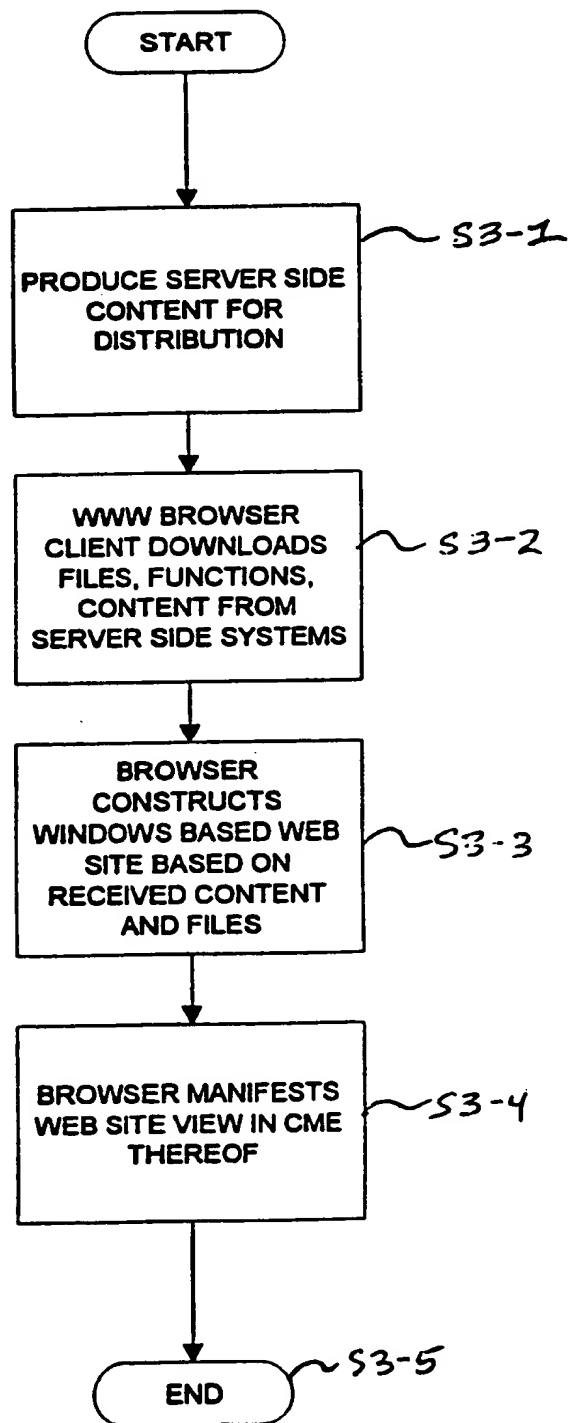 START
S3-1
PRODUCE SERVER SIDE
CONTENT FOR
DISTRIBUTION
WWW BROWSER
CLIENT DOWNLOADS
FILES, FUNCTIONS,
CONTENT FROM
SERVER SIDE SYSTEMS
S3-2
BROWSER
CONSTRUCTS
WINDOWS BASED WEB
SITE BASED ON
RECEIVED CONTENT
AND FILES
S3-3
BROWSER MANIFESTS
WEB SITE VIEW IN CME
THEREOF
S3-4
END
S3-5